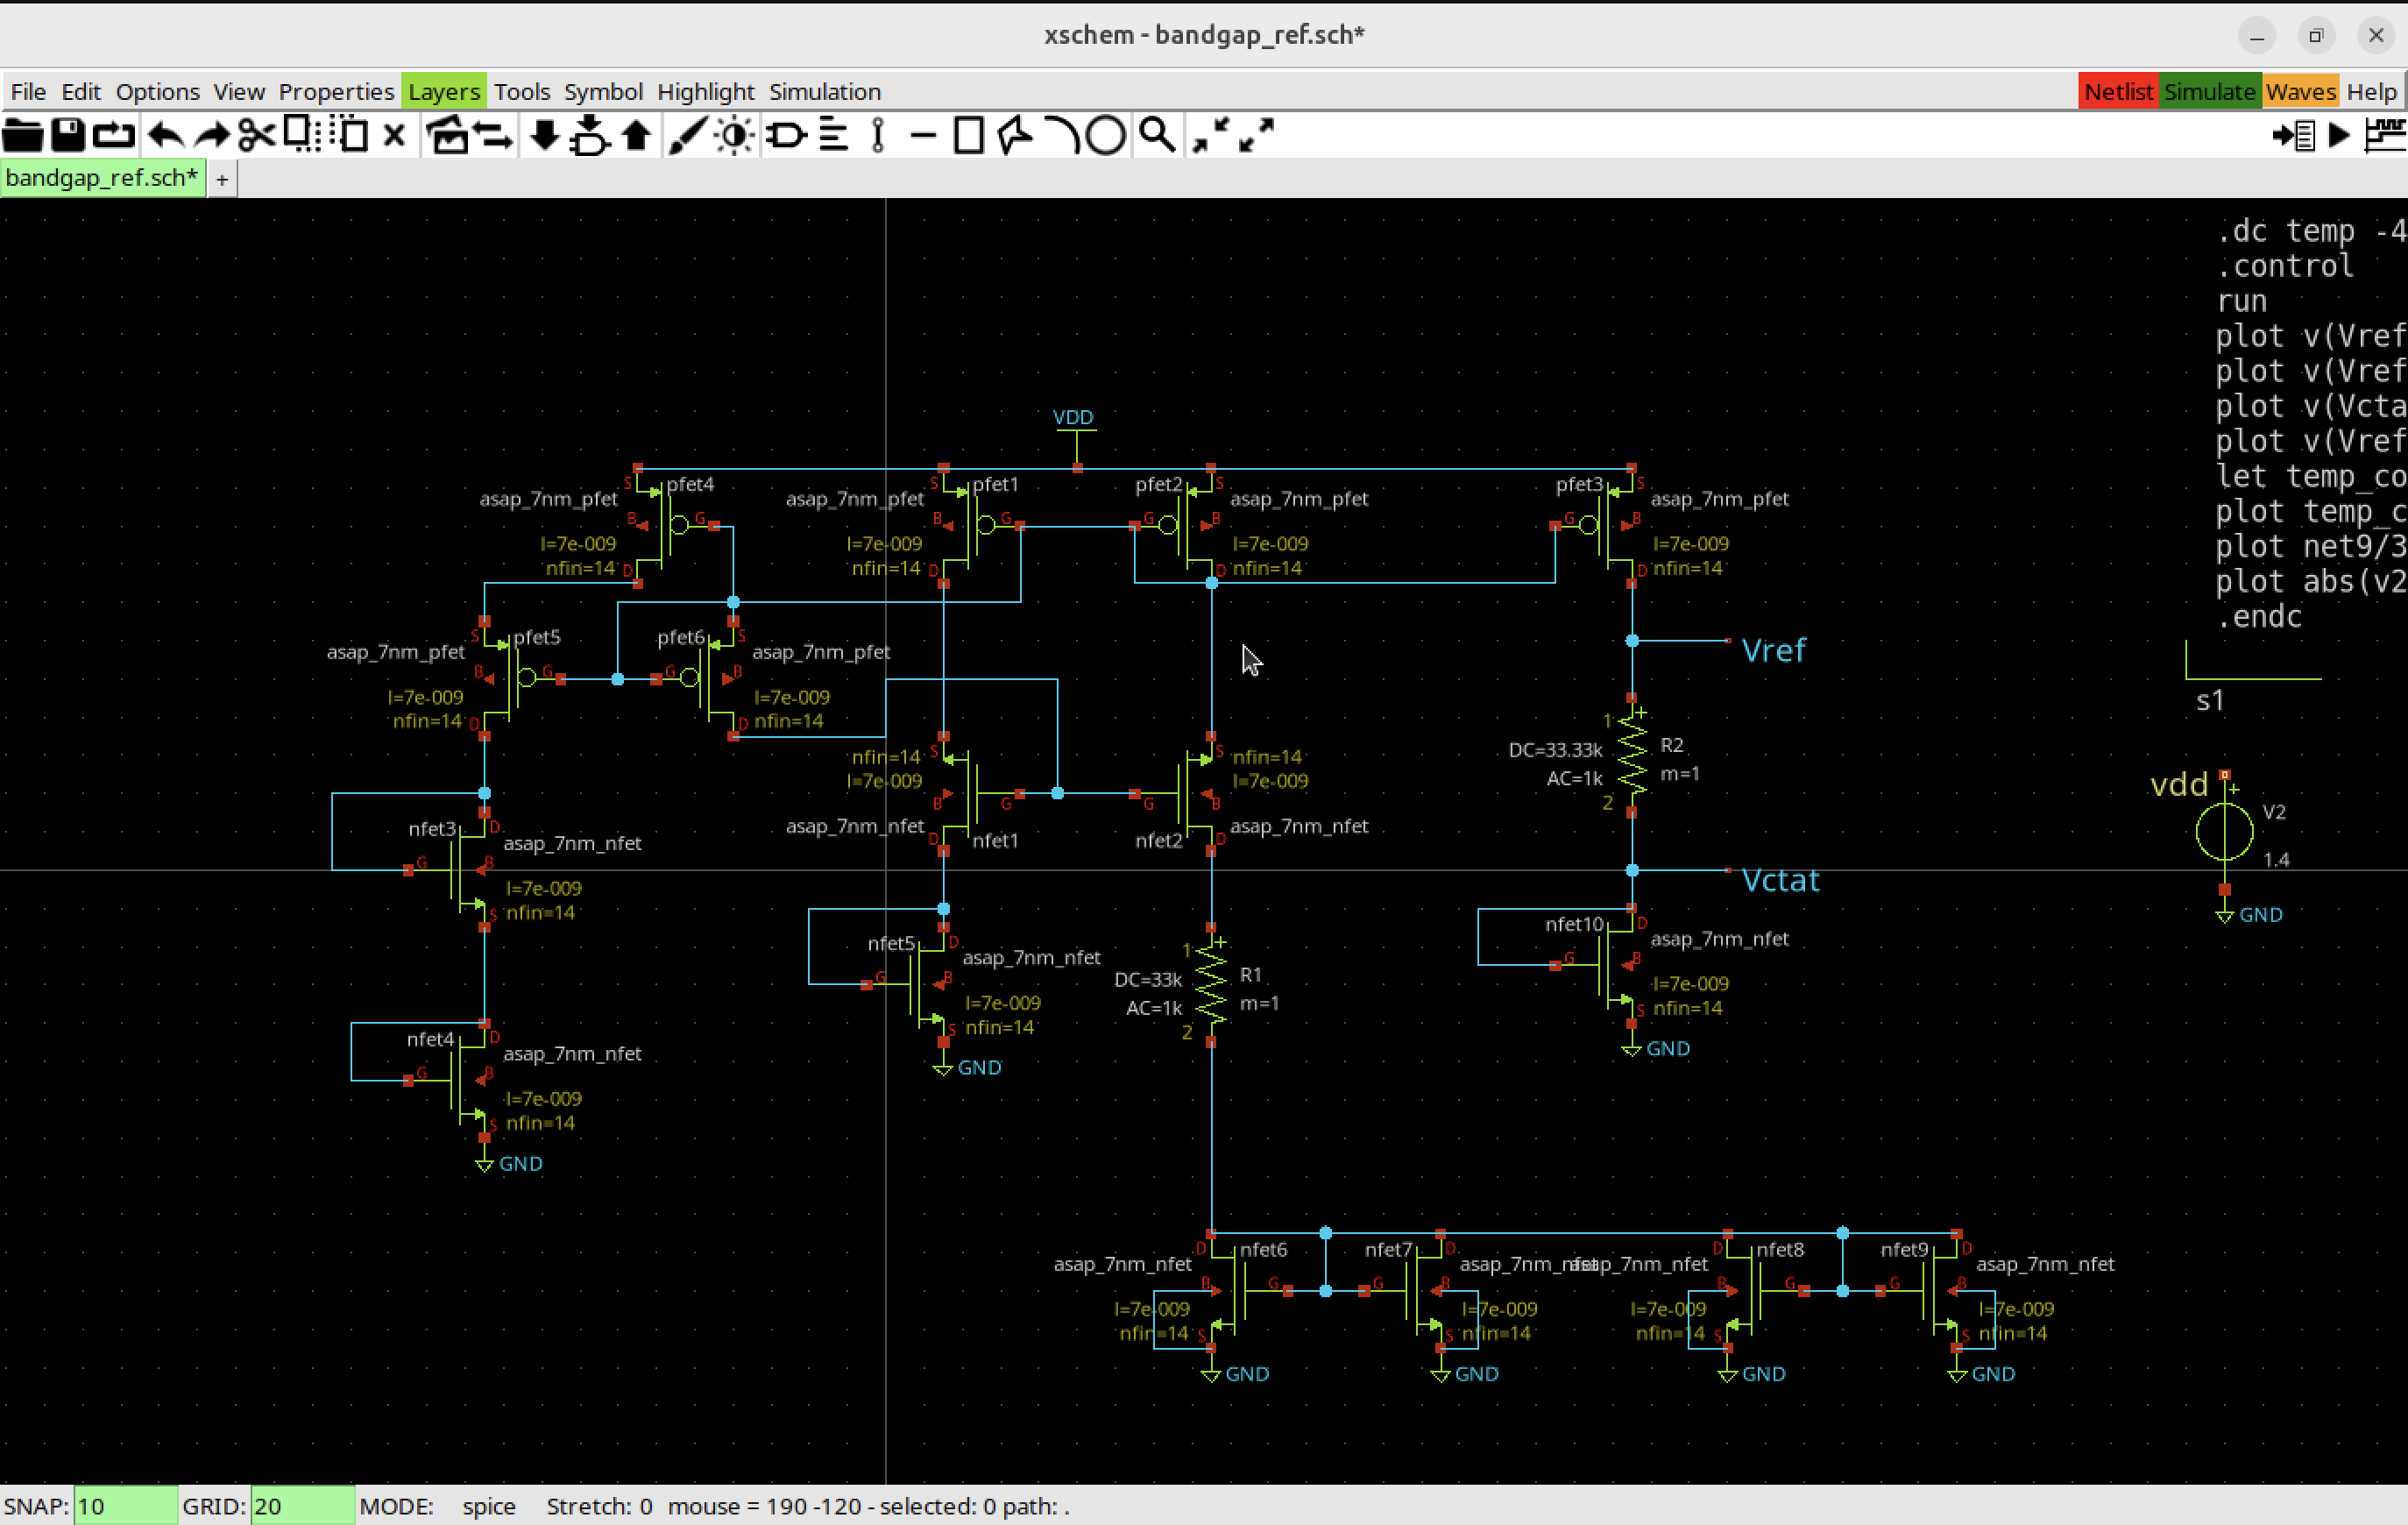 xschem - bandgap_ref.sch*
File Edit Options View Properties Layers Tools Symbol Highlight Simulation Netlist Simulate Waves Help
bandgap_ref.sch* +
.dc temp -4
.control
run
plot v(Vref
plot v(Vref
plot v(Vcta
plot v(Vref
let temp_co
plot temp_c
plot net9/3
plot abs(v2
.endc
s1
VDD
S pfet4
asap_7nm_pfet
B G
l=7e-009
nfin=14 D
S pfet1
asap_7nm_pfet
B G
l=7e-009
nfin=14 D
pfet2 S
asap_7nm_pfet
G B
l=7e-009
D nfin=14
pfet3 S
asap_7nm_pfet
G B
l=7e-009
D nfin=14
S pfet5
asap_7nm_pfet
B G
l=7e-009
nfin=14 D
pfet6 S
asap_7nm_pfet
G B
l=7e-009
D nfin=14
Vref
nfin=14 S
l=7e-009
B G
asap_7nm_nfet
D nfet1
S nfin=14
l=7e-009
G B
asap_7nm_nfet
nfet2 D
1 +
DC=33.33k R2
AC=1k m=1
2
vdd +
V2
1.4
GND
nfet3 D
asap_7nm_nfet
G B
l=7e-009
S nfin=14
Vctat
nfet5 D
asap_7nm_nfet
G B
l=7e-009
S nfin=14
GND
1 +
DC=33k R1
AC=1k m=1
2
nfet10 D
asap_7nm_nfet
G B
l=7e-009
S nfin=14
GND
nfet4 D
asap_7nm_nfet
G B
l=7e-009
S nfin=14
GND
D nfet6
asap_7nm_nfet
B G
l=7e-009
nfin=14 S
GND
nfet7 D
asap_7nm_nfet
G B
l=7e-009
S nfin=14
GND
D nfet8
asap_7nm_nfet
B G
l=7e-009
nfin=14 S
GND
nfet9 D
asap_7nm_nfet
G B
l=7e-009
S nfin=14
GND
SNAP: 10 GRID: 20 MODE: spice Stretch: 0 mouse = 190 -120 - selected: 0 path: .